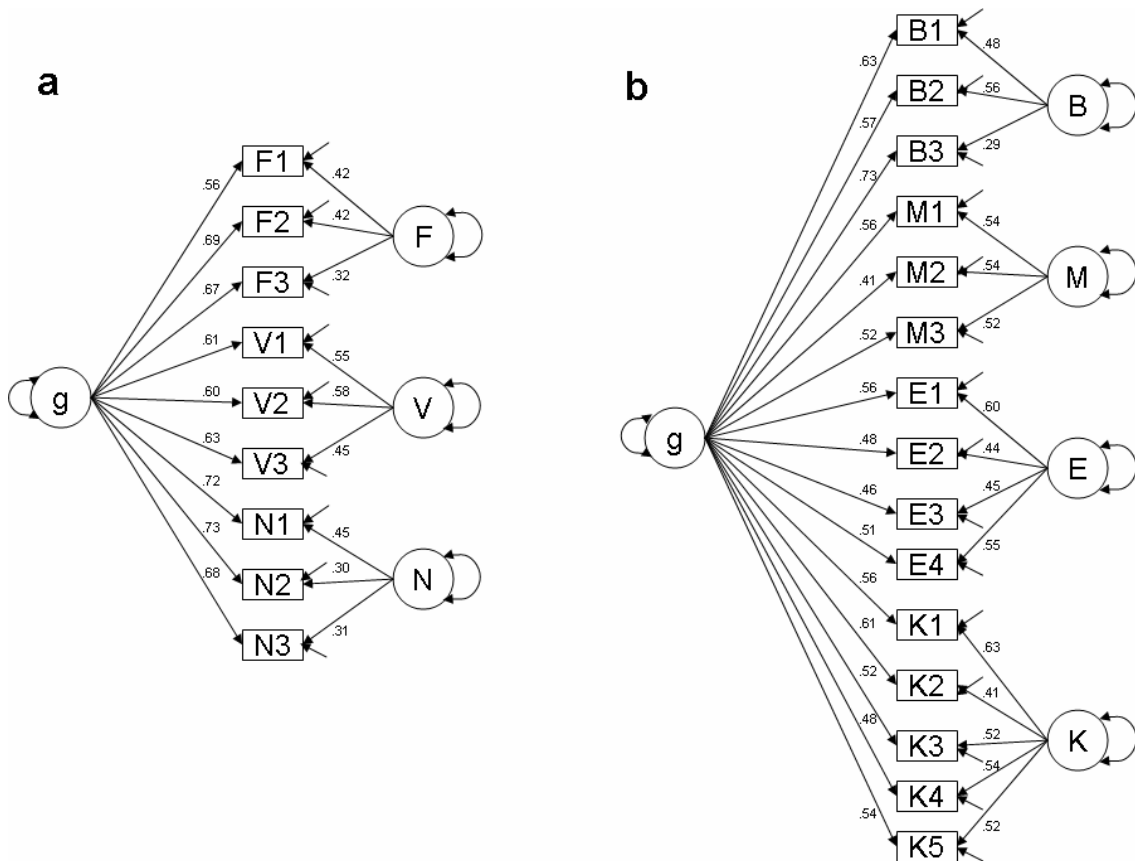 a
b
g
.56
.69
.67
.61
.60
.63
.72
.73
.68
F1
F2
F3
V1
V2
V3
N1
N2
N3
.42
.42
.32
.55
.58
.45
.45
.30
.31
F
V
N
g
.63
.57
.73
.56
.41
.52
.56
.48
.46
.51
.56
.61
.52
.48
.54
B1
B2
B3
M1
M2
M3
E1
E2
E3
E4
K1
K2
K3
K4
K5
.48
.56
.29
.54
.54
.52
.60
.44
.45
.55
.63
.41
.52
.54
.52
B
M
E
K